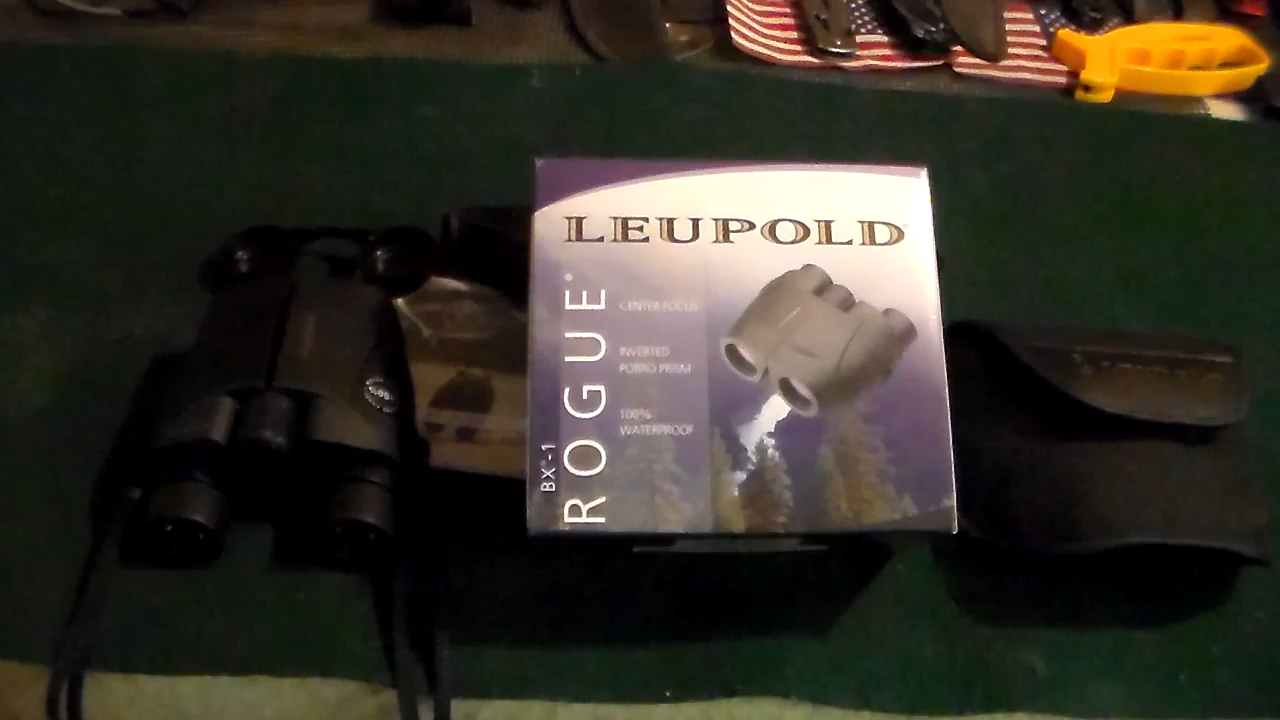 LEUPOLD
BX-1 ROGUE
CENTER FOCUS
INVERTED
PORRO PRISM
100%
WATERPROOF